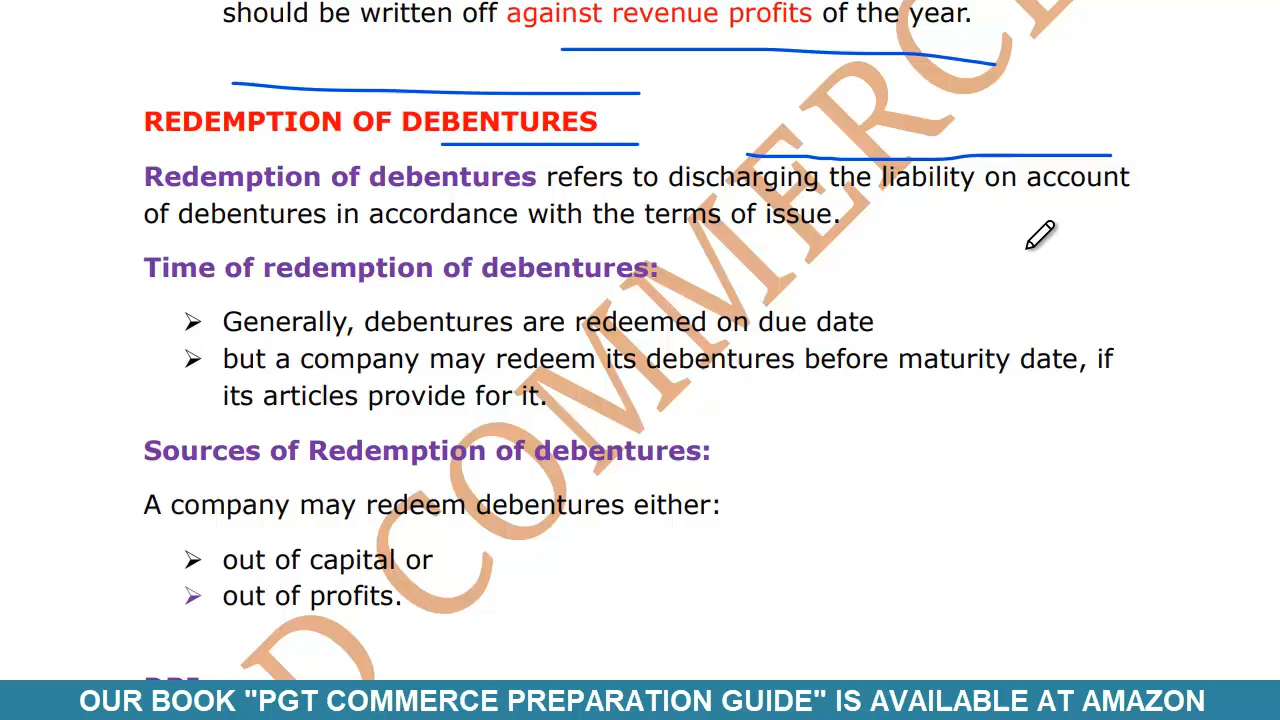 should be written off against revenue profits of the year.
REDEMPTION OF DEBENTURES
Redemption of debentures refers to discharging the liability on account
of debentures in accordance with the terms of issue.
Time of redemption of debentures:
➢ Generally, debentures are redeemed on due date
➢ but a company may redeem its debentures before maturity date, if
its articles provide for it.
Sources of Redemption of debentures:
A company may redeem debentures either:
➢ out of capital or
➢ out of profits.
D COMMERCE
OUR BOOK "PGT COMMERCE PREPARATION GUIDE" IS AVAILABLE AT AMAZON